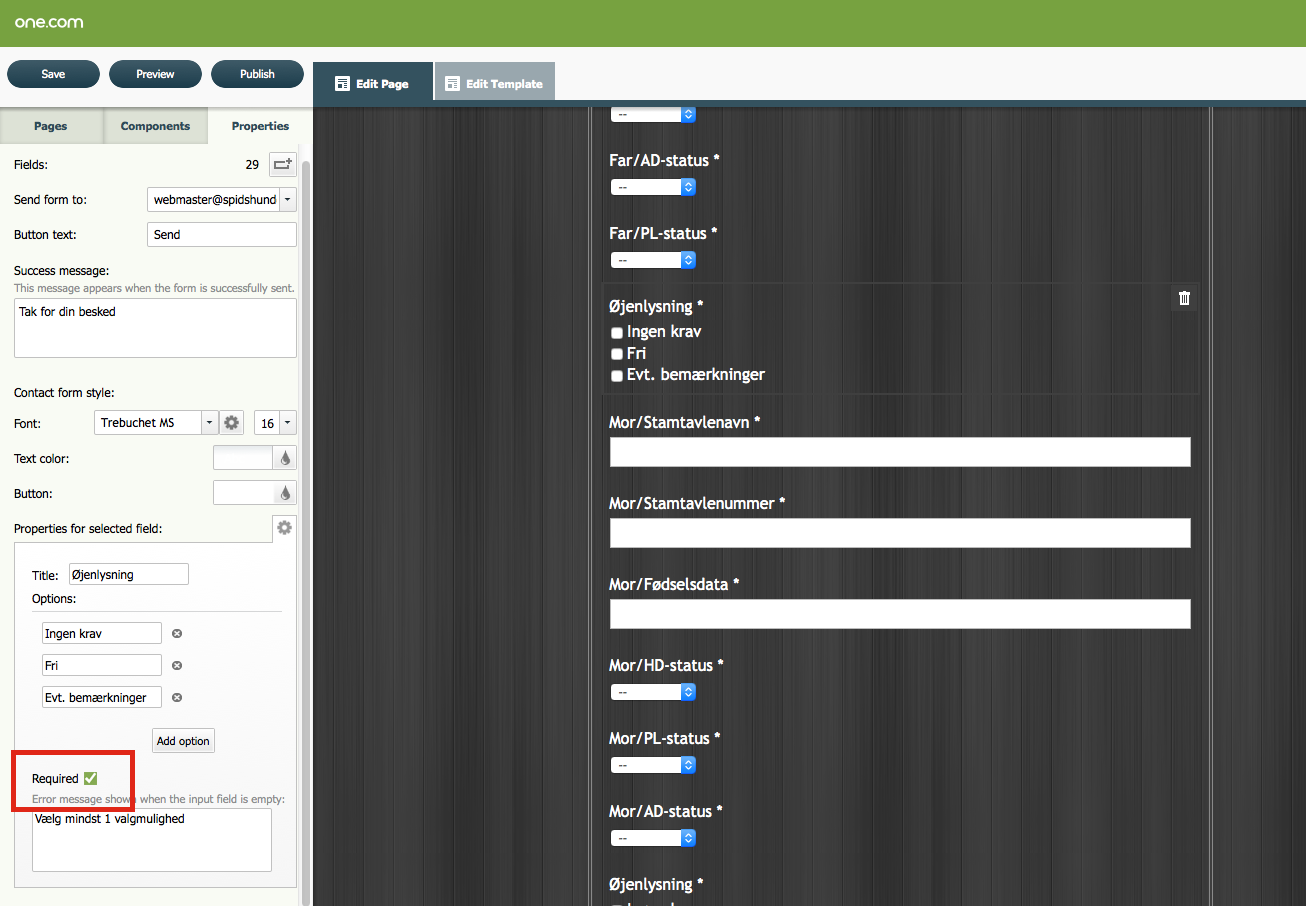 one.com
Save
Preview
Publish
Edit Page
Edit Template
Pages
Components
Properties
Fields:
29
Send form to:
webmaster@spidshund
Button text:
Send
Success message:
This message appears when the form is successfully sent.
Tak for din besked
Contact form style:
Font:
Trebuchet MS
16
Text color:
Button:
Properties for selected field:
Title:
Øjenlysning
Options:
Ingen krav
Fri
Evt. bemærkninger
Add option
Required
Error message shown when the input field is empty:
Vælg mindst 1 valgmulighed
--
Far/AD-status *
--
Far/PL-status *
--
Øjenlysning *
Ingen krav
Fri
Evt. bemærkninger
Mor/Stamtavlenavn *
Mor/Stamtavlenummer *
Mor/Fødselsdata *
Mor/HD-status *
--
Mor/PL-status *
--
Mor/AD-status *
--
Øjenlysning *